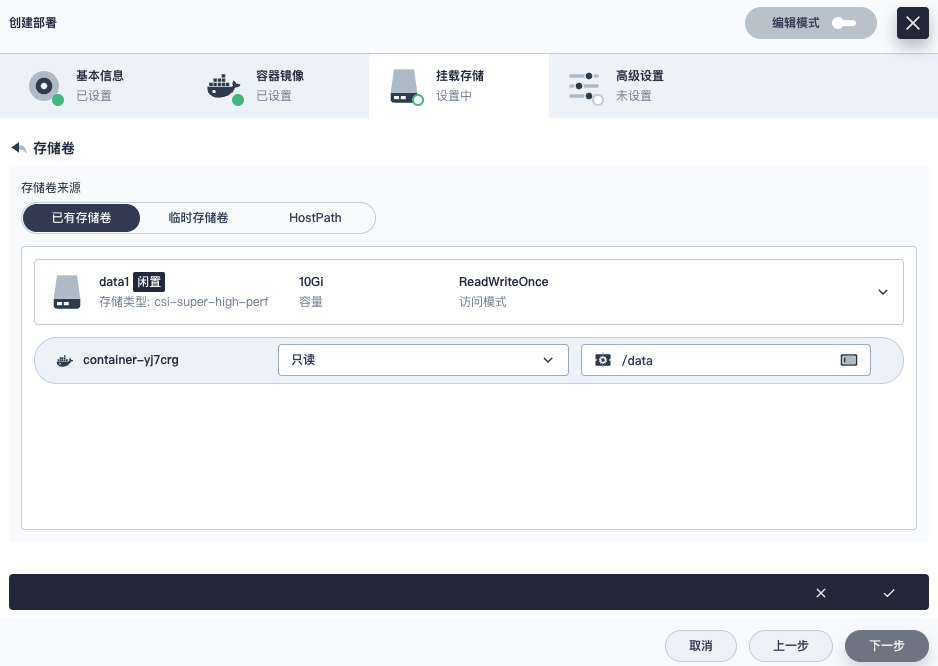 创建部署
编辑模式
基本信息
已设置
容器镜像
已设置
挂载存储
设置中
高级设置
未设置
存储卷
存储卷来源
已有存储卷 临时存储卷 HostPath
data1 闲置 10Gi ReadWriteOnce
存储类型: csi-super-high-perf 容量 访问模式
container-yj7crg 只读 /data
取消 上一步 下一步